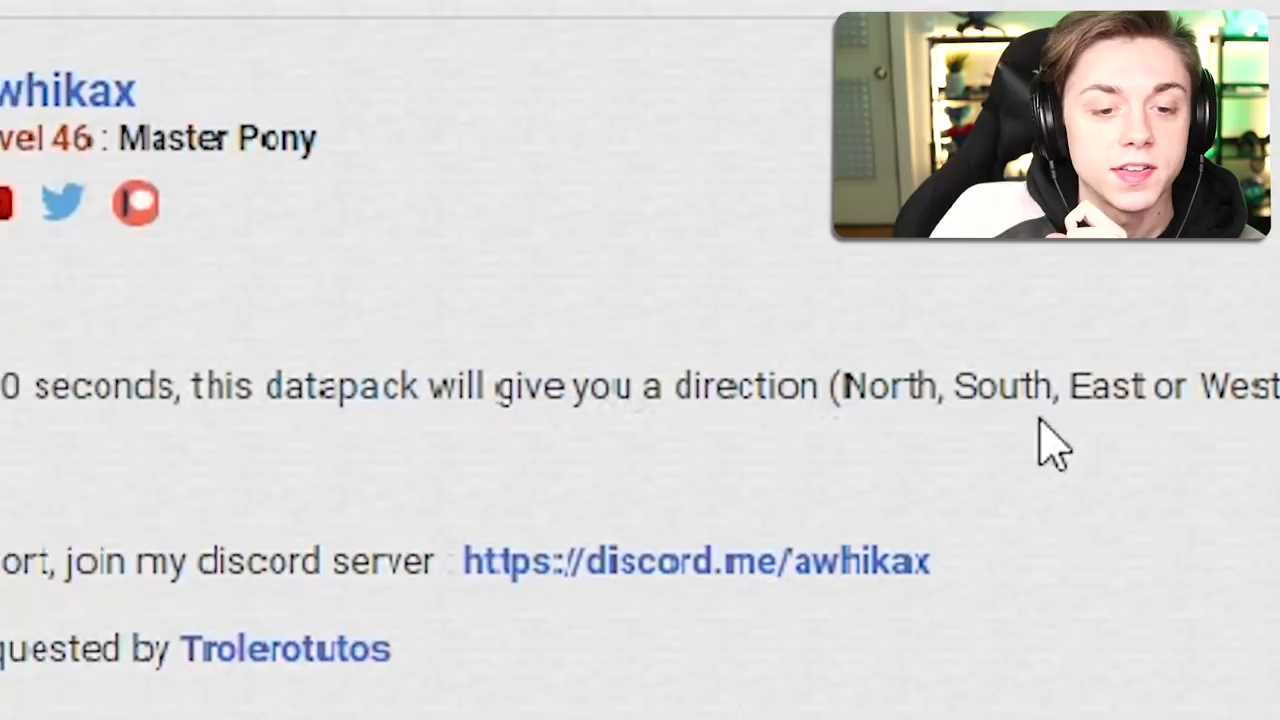 whikax
vel 46 : Master Pony
0 seconds, this datapack will give you a direction (North, South, East or West
ort, join my discord server : https://discord.me/awhikax
quested by Trolerotutos